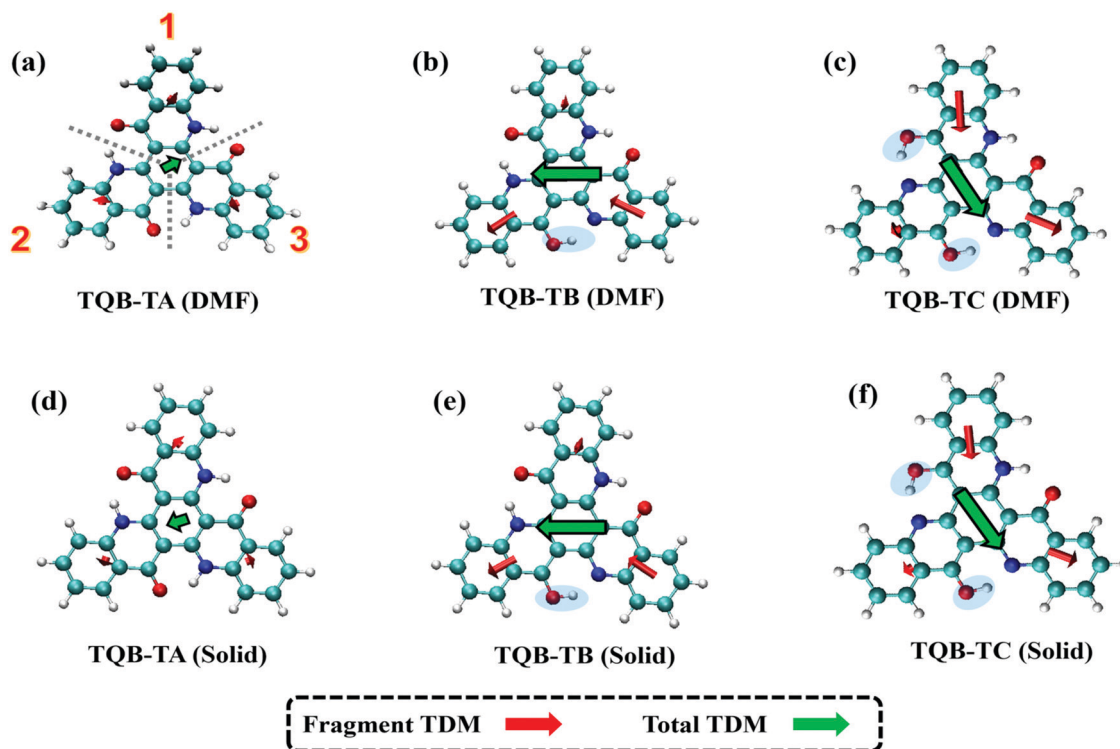 1
(a)
(b)
(c)
2
3
TQB-TA (DMF)
TQB-TB (DMF)
TQB-TC (DMF)
(d)
(e)
(f)
TQB-TA (Solid)
TQB-TB (Solid)
TQB-TC (Solid)
Fragment TDM
Total TDM